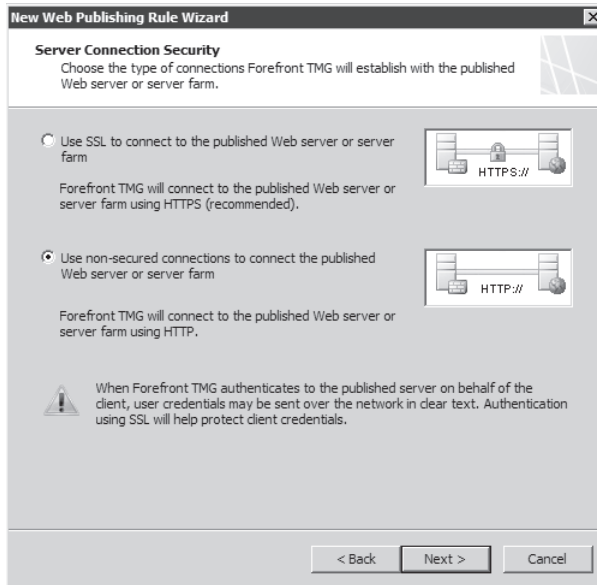 New Web Publishing Rule Wizard
Server Connection Security
Choose the type of connections Forefront TMG will establish with the published
Web server or server farm.
Use SSL to connect to the published Web server or server
farm
HTTPS://
Forefront TMG will connect to the published Web server or
server farm using HTTPS (recommended).
Use non-secured connections to connect the published
Web server or server farm
HTTP://
Forefront TMG will connect to the published Web server or
server farm using HTTP.
When Forefront TMG authenticates to the published server on behalf of the
client, user credentials may be sent over the network in clear text. Authentication
using SSL will help protect client credentials.
< Back Next > Cancel